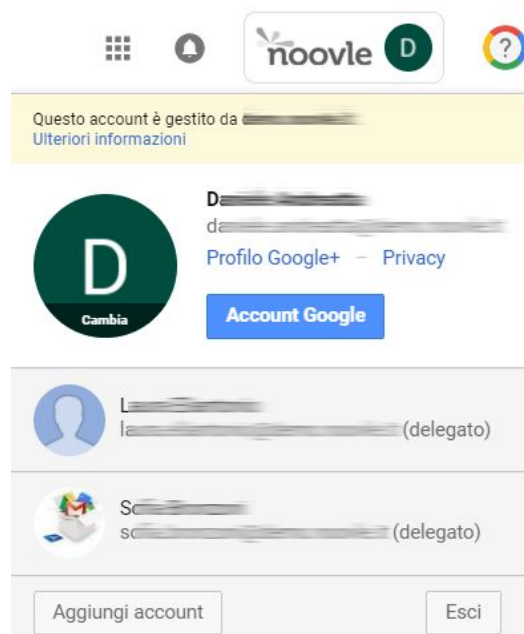 noovle D
?
Questo account è gestito da
Ulteriori informazioni
D
Cambia
Profilo Google+ – Privacy
Account Google
(delegato)
(delegato)
Aggiungi account
Esci